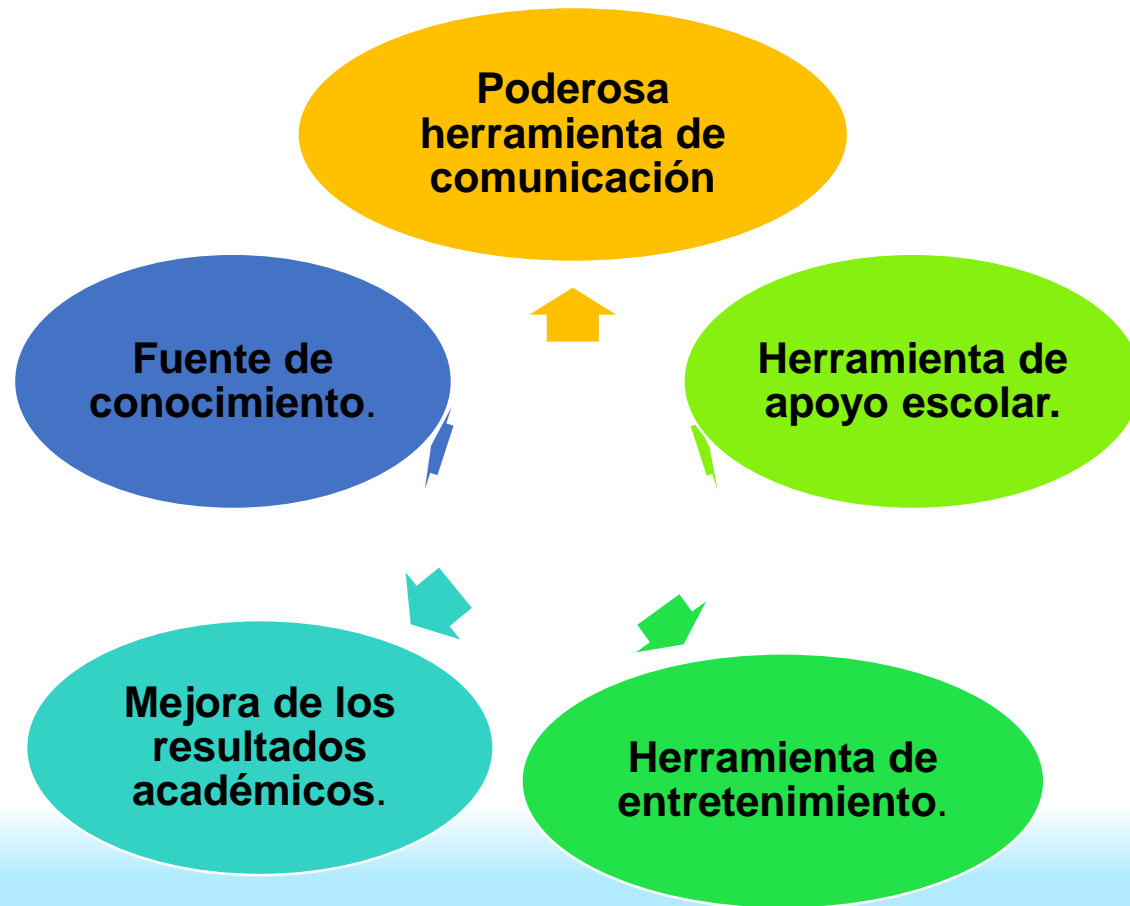 Poderosa
herramienta de
comunicación
Fuente de
conocimiento.
Herramienta de
apoyo escolar.
Mejora de los
resultados
académicos.
Herramienta de
entretenimiento.